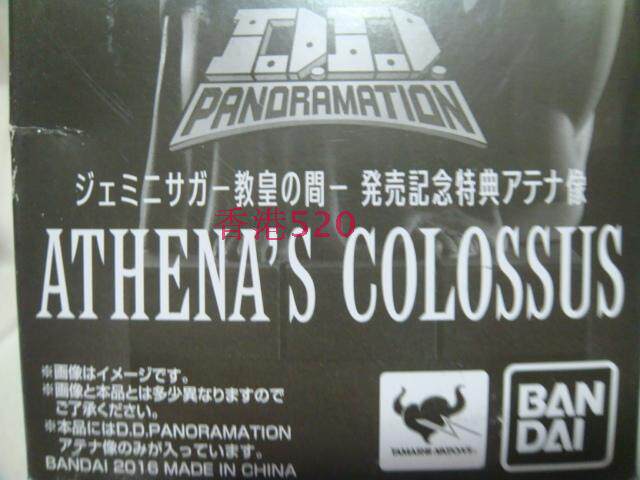 D.D.
PANORAMATION
ジェミニサガー教皇の間ー 発売記念特典アテナ像
香港520
ATHENA'S COLOSSUS
※画像はイメージです。
※画像と本品とは多少異なりますので
ご了承ください。
※本品にはD.D.PANORAMATION
アテナ像のみが入っています。
BANDAI 2016 MADE IN CHINA
TAMASHII NATIONS
BAN
DAI